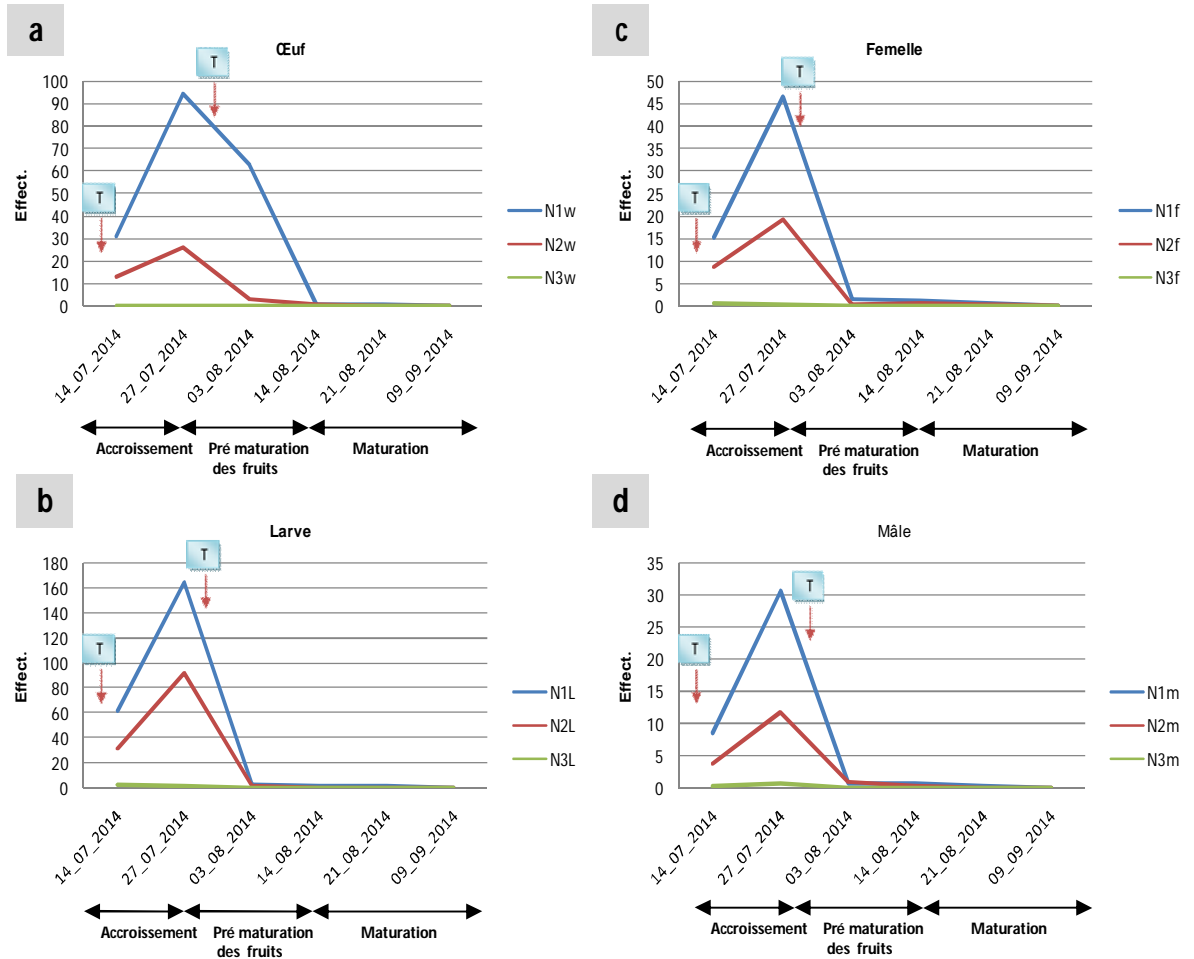 a
Œuf
T
T
Effect.
100
90
80
70
60
50
40
30
20
10
0
N1w
N2w
N3w
14_07_2014
27_07_2014
03_08_2014
14_08_2014
21_08_2014
09_09_2014
Accroissement
Pré maturation
des fruits
Maturation
c
Femelle
T
T
Effect.
50
45
40
35
30
25
20
15
10
5
0
N1f
N2f
N3f
14_07_2014
27_07_2014
03_08_2014
14_08_2014
21_08_2014
09_09_2014
Accroissement
Pré maturation
des fruits
Maturation
b
Larve
T
T
Effect.
180
160
140
120
100
80
60
40
20
0
N1L
N2L
N3L
14_07_2014
27_07_2014
03_08_2014
14_08_2014
21_08_2014
09_09_2014
Accroissement
Pré maturation
des fruits
Maturation
d
Mâle
T
T
Effect.
35
30
25
20
15
10
5
0
N1m
N2m
N3m
14_07_2014
27_07_2014
03_08_2014
14_08_2014
21_08_2014
09_09_2014
Accroissement
Pré maturation
des fruits
Maturation